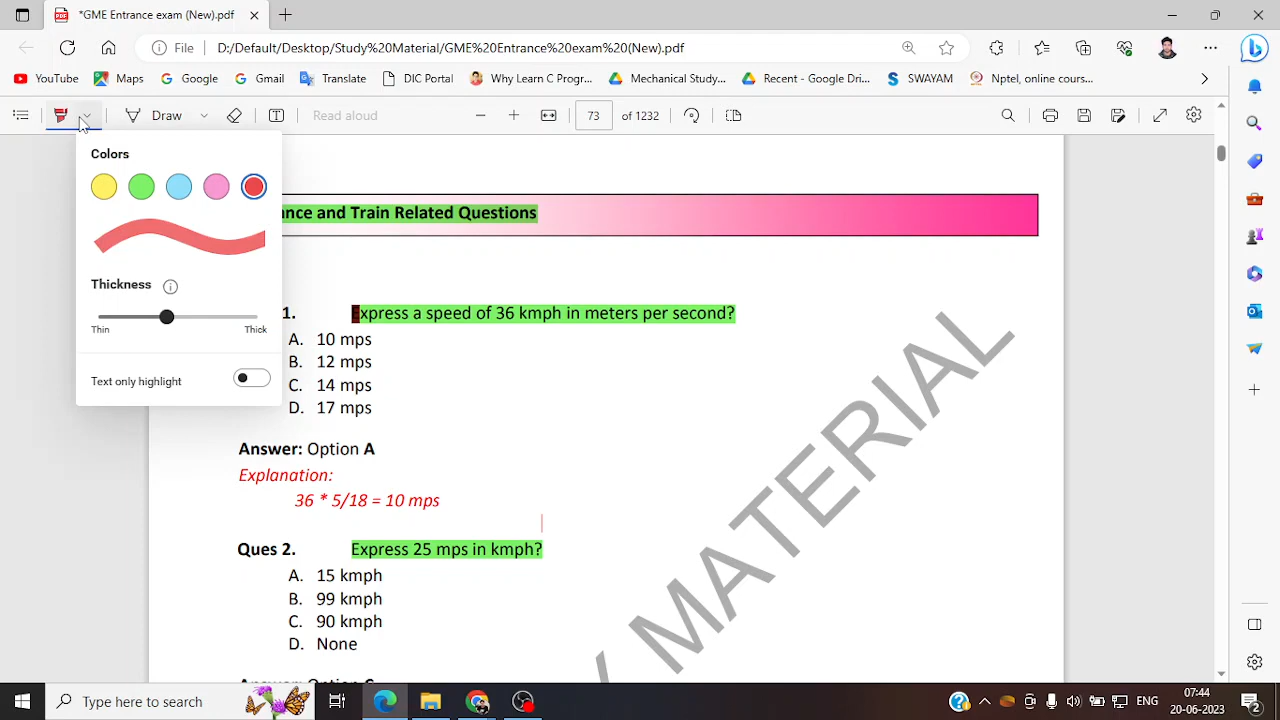 *GME Entrance exam (New).pdf
File
D:/Default/Desktop/Study%20Material/GME%20Entrance%20exam%20(New).pdf
YouTube
Maps
Google
Gmail
Translate
DIC Portal
Why Learn C Progr...
Mechanical Study...
Recent - Google Dri...
SWAYAM
Nptel, online cours...
Draw
Read aloud
73
of 1232
Colors
Thickness
Thin
Thick
Text only highlight
ance and Train Related Questions
1. Express a speed of 36 kmph in meters per second?
A. 10 mps
B. 12 mps
C. 14 mps
D. 17 mps
Answer: Option A
Explanation:
36 * 5/18 = 10 mps
Ques 2. Express 25 mps in kmph?
A. 15 kmph
B. 99 kmph
C. 90 kmph
D. None
MATERIAL
Type here to search
ENG
07:44
20-06-2023
2